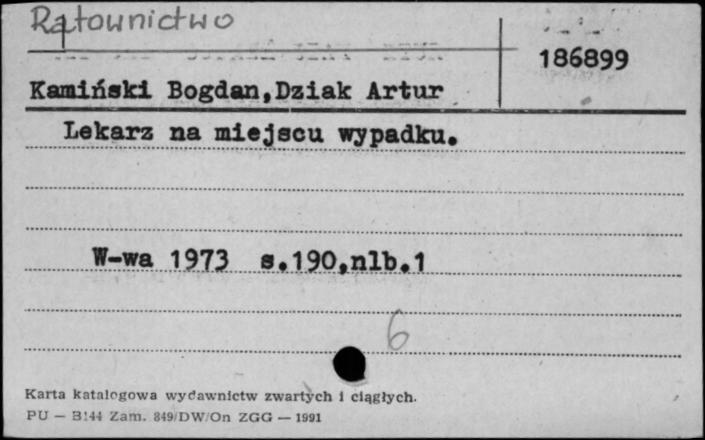 Ratownictwo
186899
Kamiński Bogdan,Dziak Artur
Lekarz na miejscu wypadku.
W-wa 1973 s.190,nlb.1
6
Karta katalogowa wydawnictw zwartych i ciągłych.
PU — B144 Zam. 849/DW/On ZGG — 1991